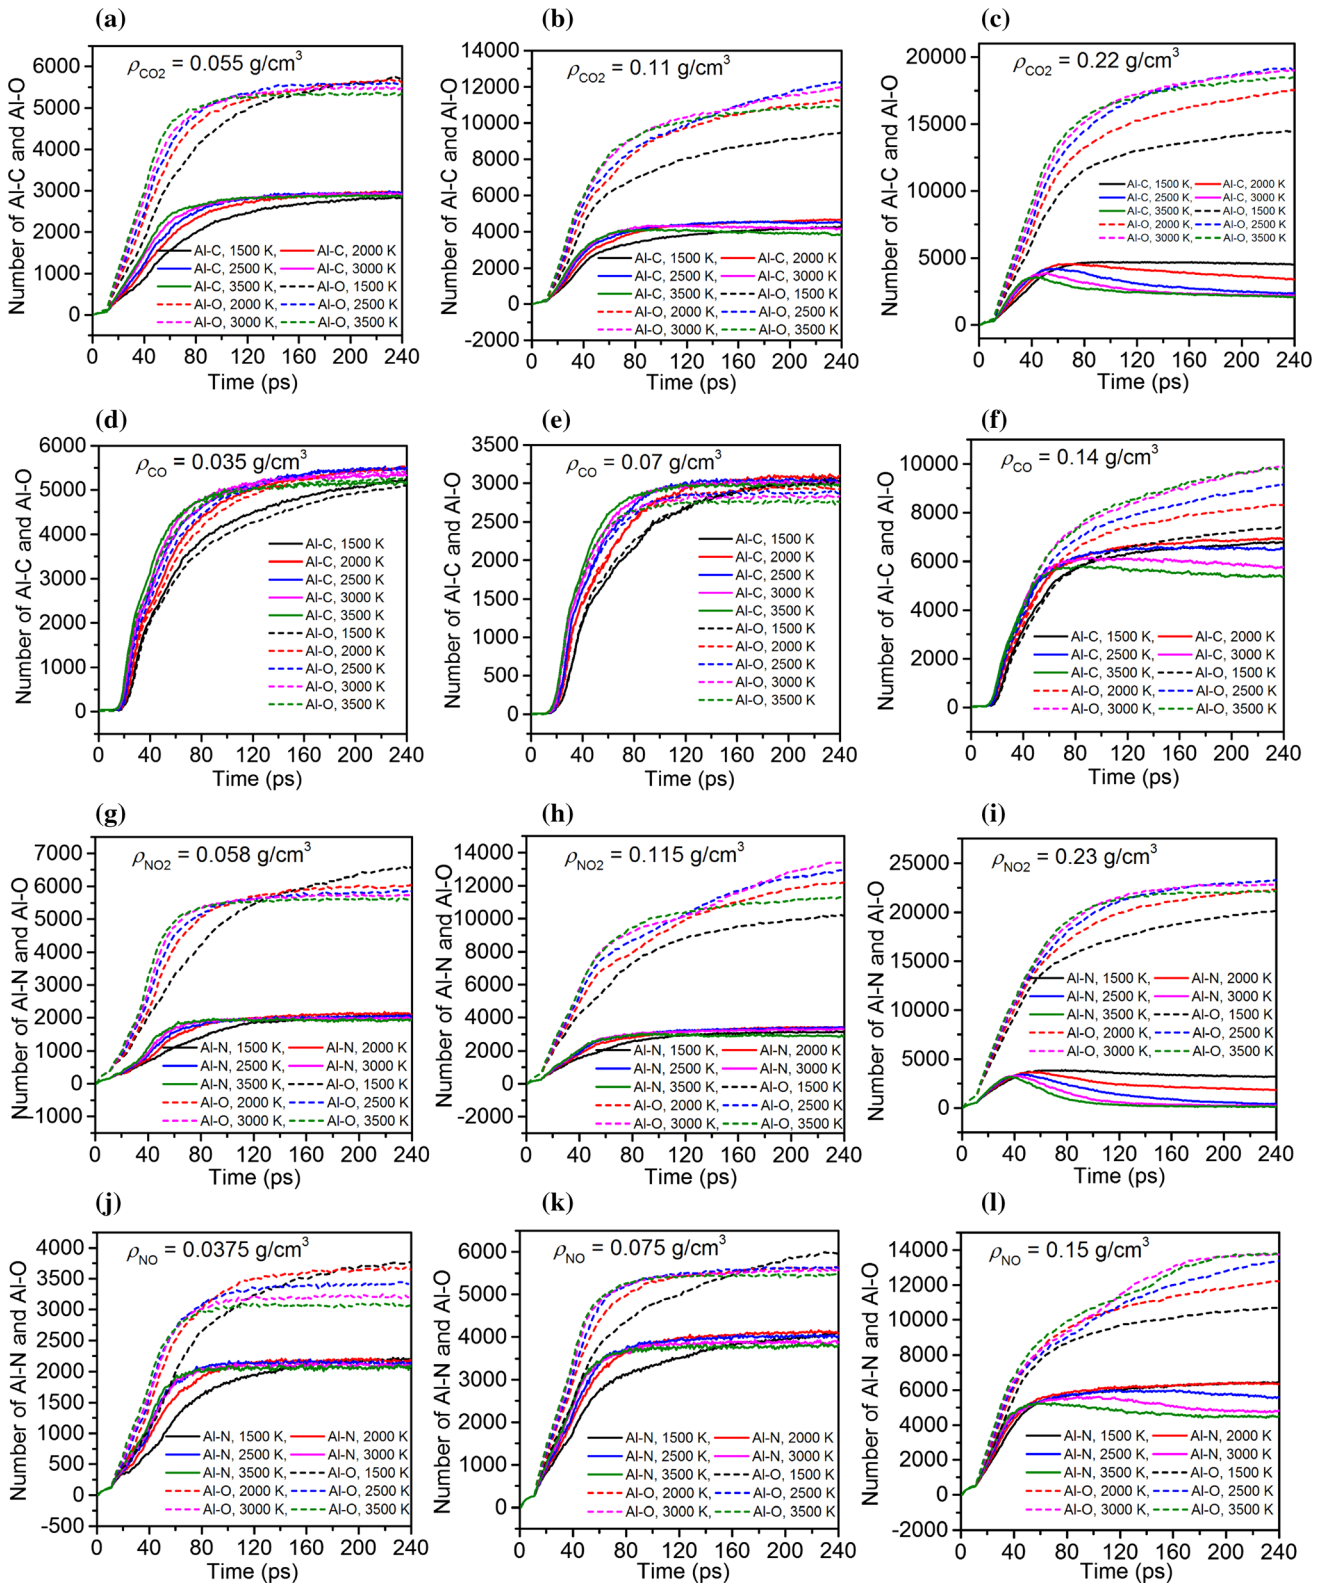 (a)
ρCO2 = 0.055 g/cm3
Number of Al-C and Al-O
6000
5000
4000
3000
2000
1000
0
Al-C, 1500 K, Al-C, 2000 K
Al-C, 2500 K, Al-C, 3000 K
Al-C, 3500 K, Al-O, 1500 K
Al-O, 2000 K, Al-O, 2500 K
Al-O, 3000 K, Al-O, 3500 K
0 40 80 120 160 200 240
Time (ps)
(b)
ρCO2 = 0.11 g/cm3
Number of Al-C and Al-O
14000
12000
10000
8000
6000
4000
2000
0
-2000
Al-C, 1500 K, Al-C, 2000 K
Al-C, 2500 K, Al-C, 3000 K
Al-C, 3500 K, Al-O, 1500 K
Al-O, 2000 K, Al-O, 2500 K
Al-O, 3000 K, Al-O, 3500 K
0 40 80 120 160 200 240
Time (ps)
(c)
ρCO2 = 0.22 g/cm3
Number of Al-C and Al-O
20000
15000
10000
5000
0
Al-C, 1500 K, Al-C, 2000 K
Al-C, 2500 K, Al-C, 3000 K
Al-C, 3500 K, Al-O, 1500 K
Al-O, 2000 K, Al-O, 2500 K
Al-O, 3000 K, Al-O, 3500 K
0 40 80 120 160 200 240
Time (ps)
(d)
ρCO = 0.035 g/cm3
Number of Al-C and Al-O
6000
5000
4000
3000
2000
1000
0
Al-C, 1500 K
Al-C, 2000 K
Al-C, 2500 K
Al-C, 3000 K
Al-C, 3500 K
Al-O, 1500 K
Al-O, 2000 K
Al-O, 2500 K
Al-O, 3000 K
Al-O, 3500 K
0 40 80 120 160 200 240
Time (ps)
(e)
ρCO = 0.07 g/cm3
Number of Al-C and Al-O
3500
3000
2500
2000
1500
1000
500
0
Al-C, 1500 K
Al-C, 2000 K
Al-C, 2500 K
Al-C, 3000 K
Al-C, 3500 K
Al-O, 1500 K
Al-O, 2000 K
Al-O, 2500 K
Al-O, 3000 K
Al-O, 3500 K
0 40 80 120 160 200 240
Time (ps)
(f)
ρCO = 0.14 g/cm3
Number of Al-C and Al-O
10000
8000
6000
4000
2000
0
Al-C, 1500 K, Al-C, 2000 K
Al-C, 2500 K, Al-C, 3000 K
Al-C, 3500 K, Al-O, 1500 K
Al-O, 2000 K, Al-O, 2500 K
Al-O, 3000 K, Al-O, 3500 K
0 40 80 120 160 200 240
Time (ps)
(g)
ρNO2 = 0.058 g/cm3
Number of Al-N and Al-O
7000
6000
5000
4000
3000
2000
1000
0
-1000
Al-N, 1500 K, Al-N, 2000 K
Al-N, 2500 K, Al-N, 3000 K
Al-N, 3500 K, Al-O, 1500 K
Al-O, 2000 K, Al-O, 2500 K
Al-O, 3000 K, Al-O, 3500 K
0 40 80 120 160 200 240
Time (ps)
(h)
ρNO2 = 0.115 g/cm3
Number of Al-N and Al-O
14000
12000
10000
8000
6000
4000
2000
0
-2000
Al-N, 1500 K, Al-N, 2000 K
Al-N, 2500 K, Al-N, 3000 K
Al-N, 3500 K, Al-O, 1500 K
Al-O, 2000 K, Al-O, 2500 K
Al-O, 3000 K, Al-O, 3500 K
0 40 80 120 160 200 240
Time (ps)
(i)
ρNO2 = 0.23 g/cm3
Number of Al-N and Al-O
25000
20000
15000
10000
5000
0
Al-N, 1500 K, Al-N, 2000 K
Al-N, 2500 K, Al-N, 3000 K
Al-N, 3500 K, Al-O, 1500 K
Al-O, 2000 K, Al-O, 2500 K
Al-O, 3000 K, Al-O, 3500 K
0 40 80 120 160 200 240
Time (ps)
(j)
ρNO = 0.0375 g/cm3
Number of Al-N and Al-O
4000
3500
3000
2500
2000
1500
1000
500
0
-500
Al-N, 1500 K, Al-N, 2000 K
Al-N, 2500 K, Al-N, 3000 K
Al-N, 3500 K, Al-O, 1500 K
Al-O, 2000 K, Al-O, 2500 K
Al-O, 3000 K, Al-O, 3500 K
0 40 80 120 160 200 240
Time (ps)
(k)
ρNO = 0.075 g/cm3
Number of Al-N and Al-O
6000
5000
4000
3000
2000
1000
0
Al-N, 1500 K, Al-N, 2000 K
Al-N, 2500 K, Al-N, 3000 K
Al-N, 3500 K, Al-O, 1500 K
Al-O, 2000 K, Al-O, 2500 K
Al-O, 3000 K, Al-O, 3500 K
0 40 80 120 160 200 240
Time (ps)
(l)
ρNO = 0.15 g/cm3
Number of Al-N and Al-O
14000
12000
10000
8000
6000
4000
2000
0
-2000
Al-N, 1500 K, Al-N, 2000 K
Al-N, 2500 K, Al-N, 3000 K
Al-N, 3500 K, Al-O, 1500 K
Al-O, 2000 K, Al-O, 2500 K
Al-O, 3000 K, Al-O, 3500 K
0 40 80 120 160 200 240
Time (ps)